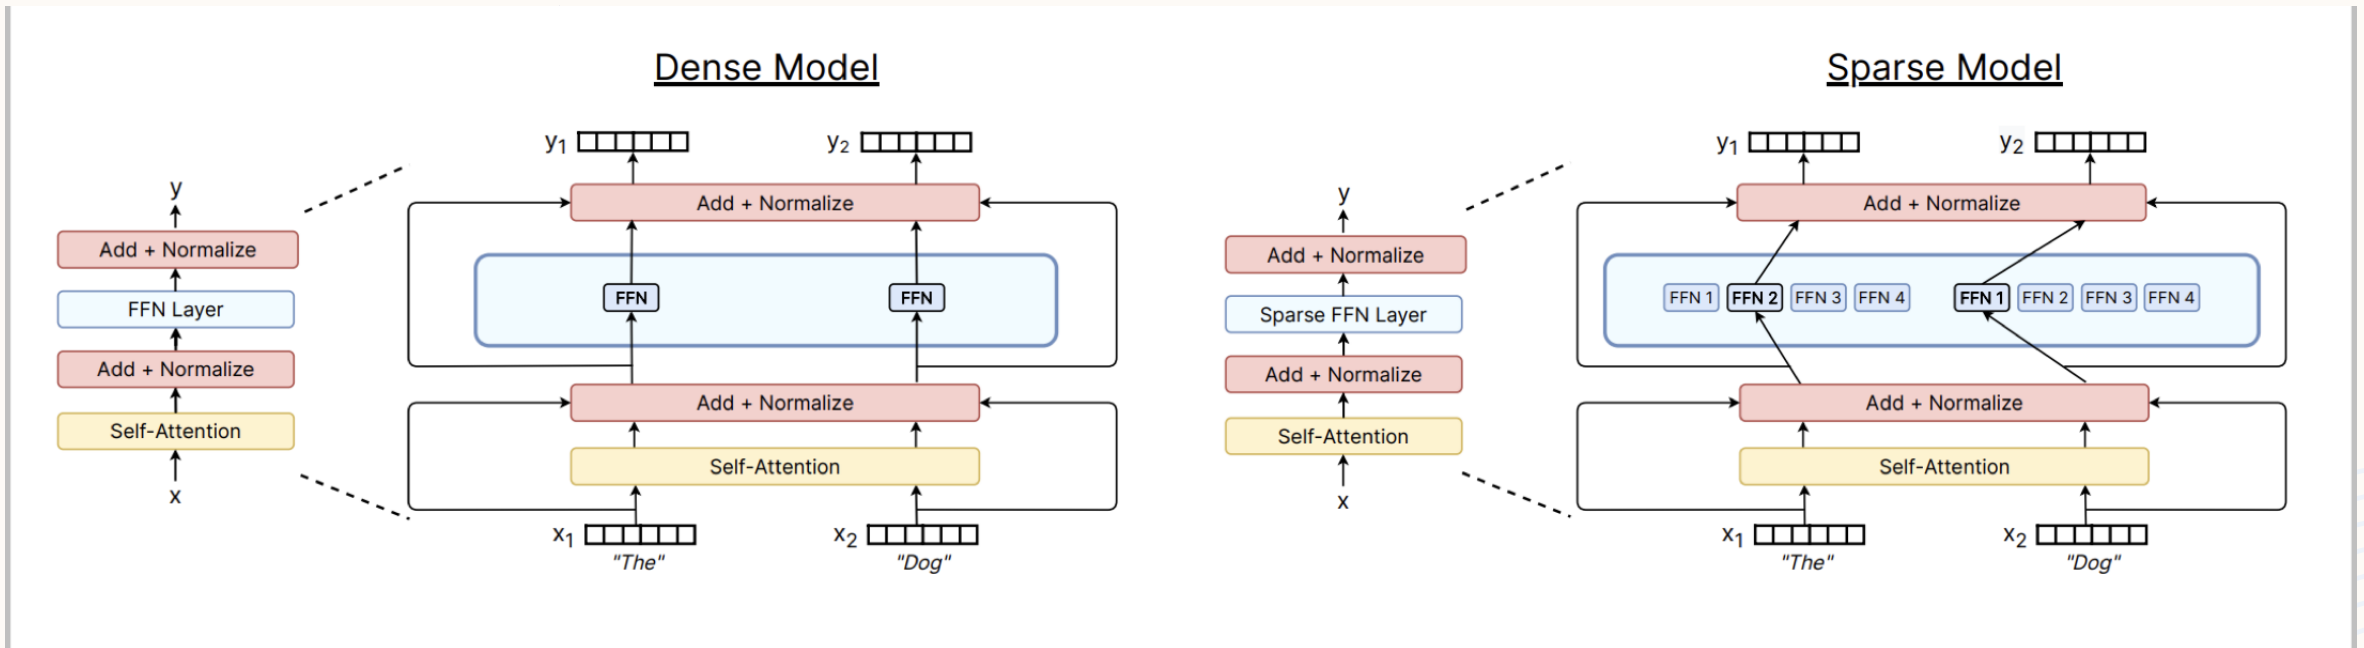 Dense Model
y
Add + Normalize
FFN Layer
Add + Normalize
Self-Attention
x
y1
y2
Add + Normalize
FFN
FFN
Add + Normalize
Self-Attention
x1
x2
"The"
"Dog"
Sparse Model
y
Add + Normalize
Sparse FFN Layer
Add + Normalize
Self-Attention
x
y1
y2
Add + Normalize
FFN 1 FFN 2 FFN 3 FFN 4
FFN 1 FFN 2 FFN 3 FFN 4
Add + Normalize
Self-Attention
x1
x2
"The"
"Dog"